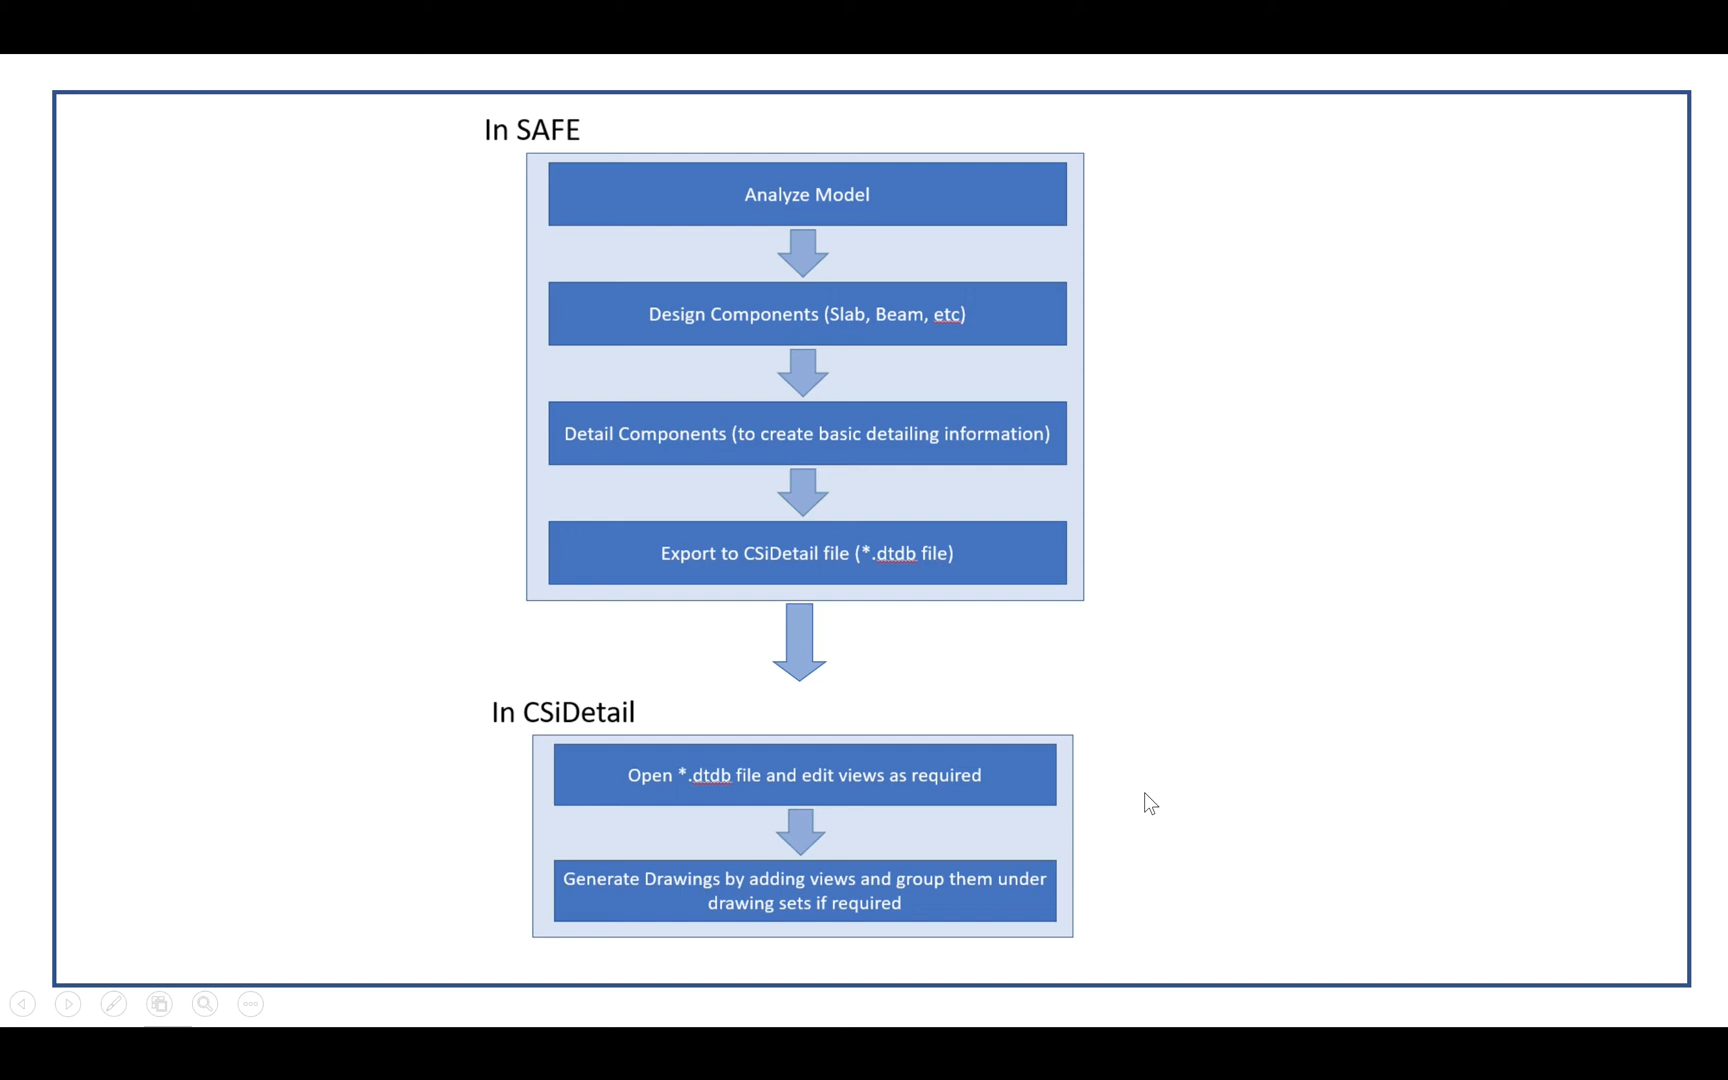 In SAFE
Analyze Model
Design Components (Slab, Beam, etc)
Detail Components (to create basic detailing information)
Export to CSiDetail file (*.dtdb file)
In CSiDetail
Open *.dtdb file and edit views as required
Generate Drawings by adding views and group them under
drawing sets if required